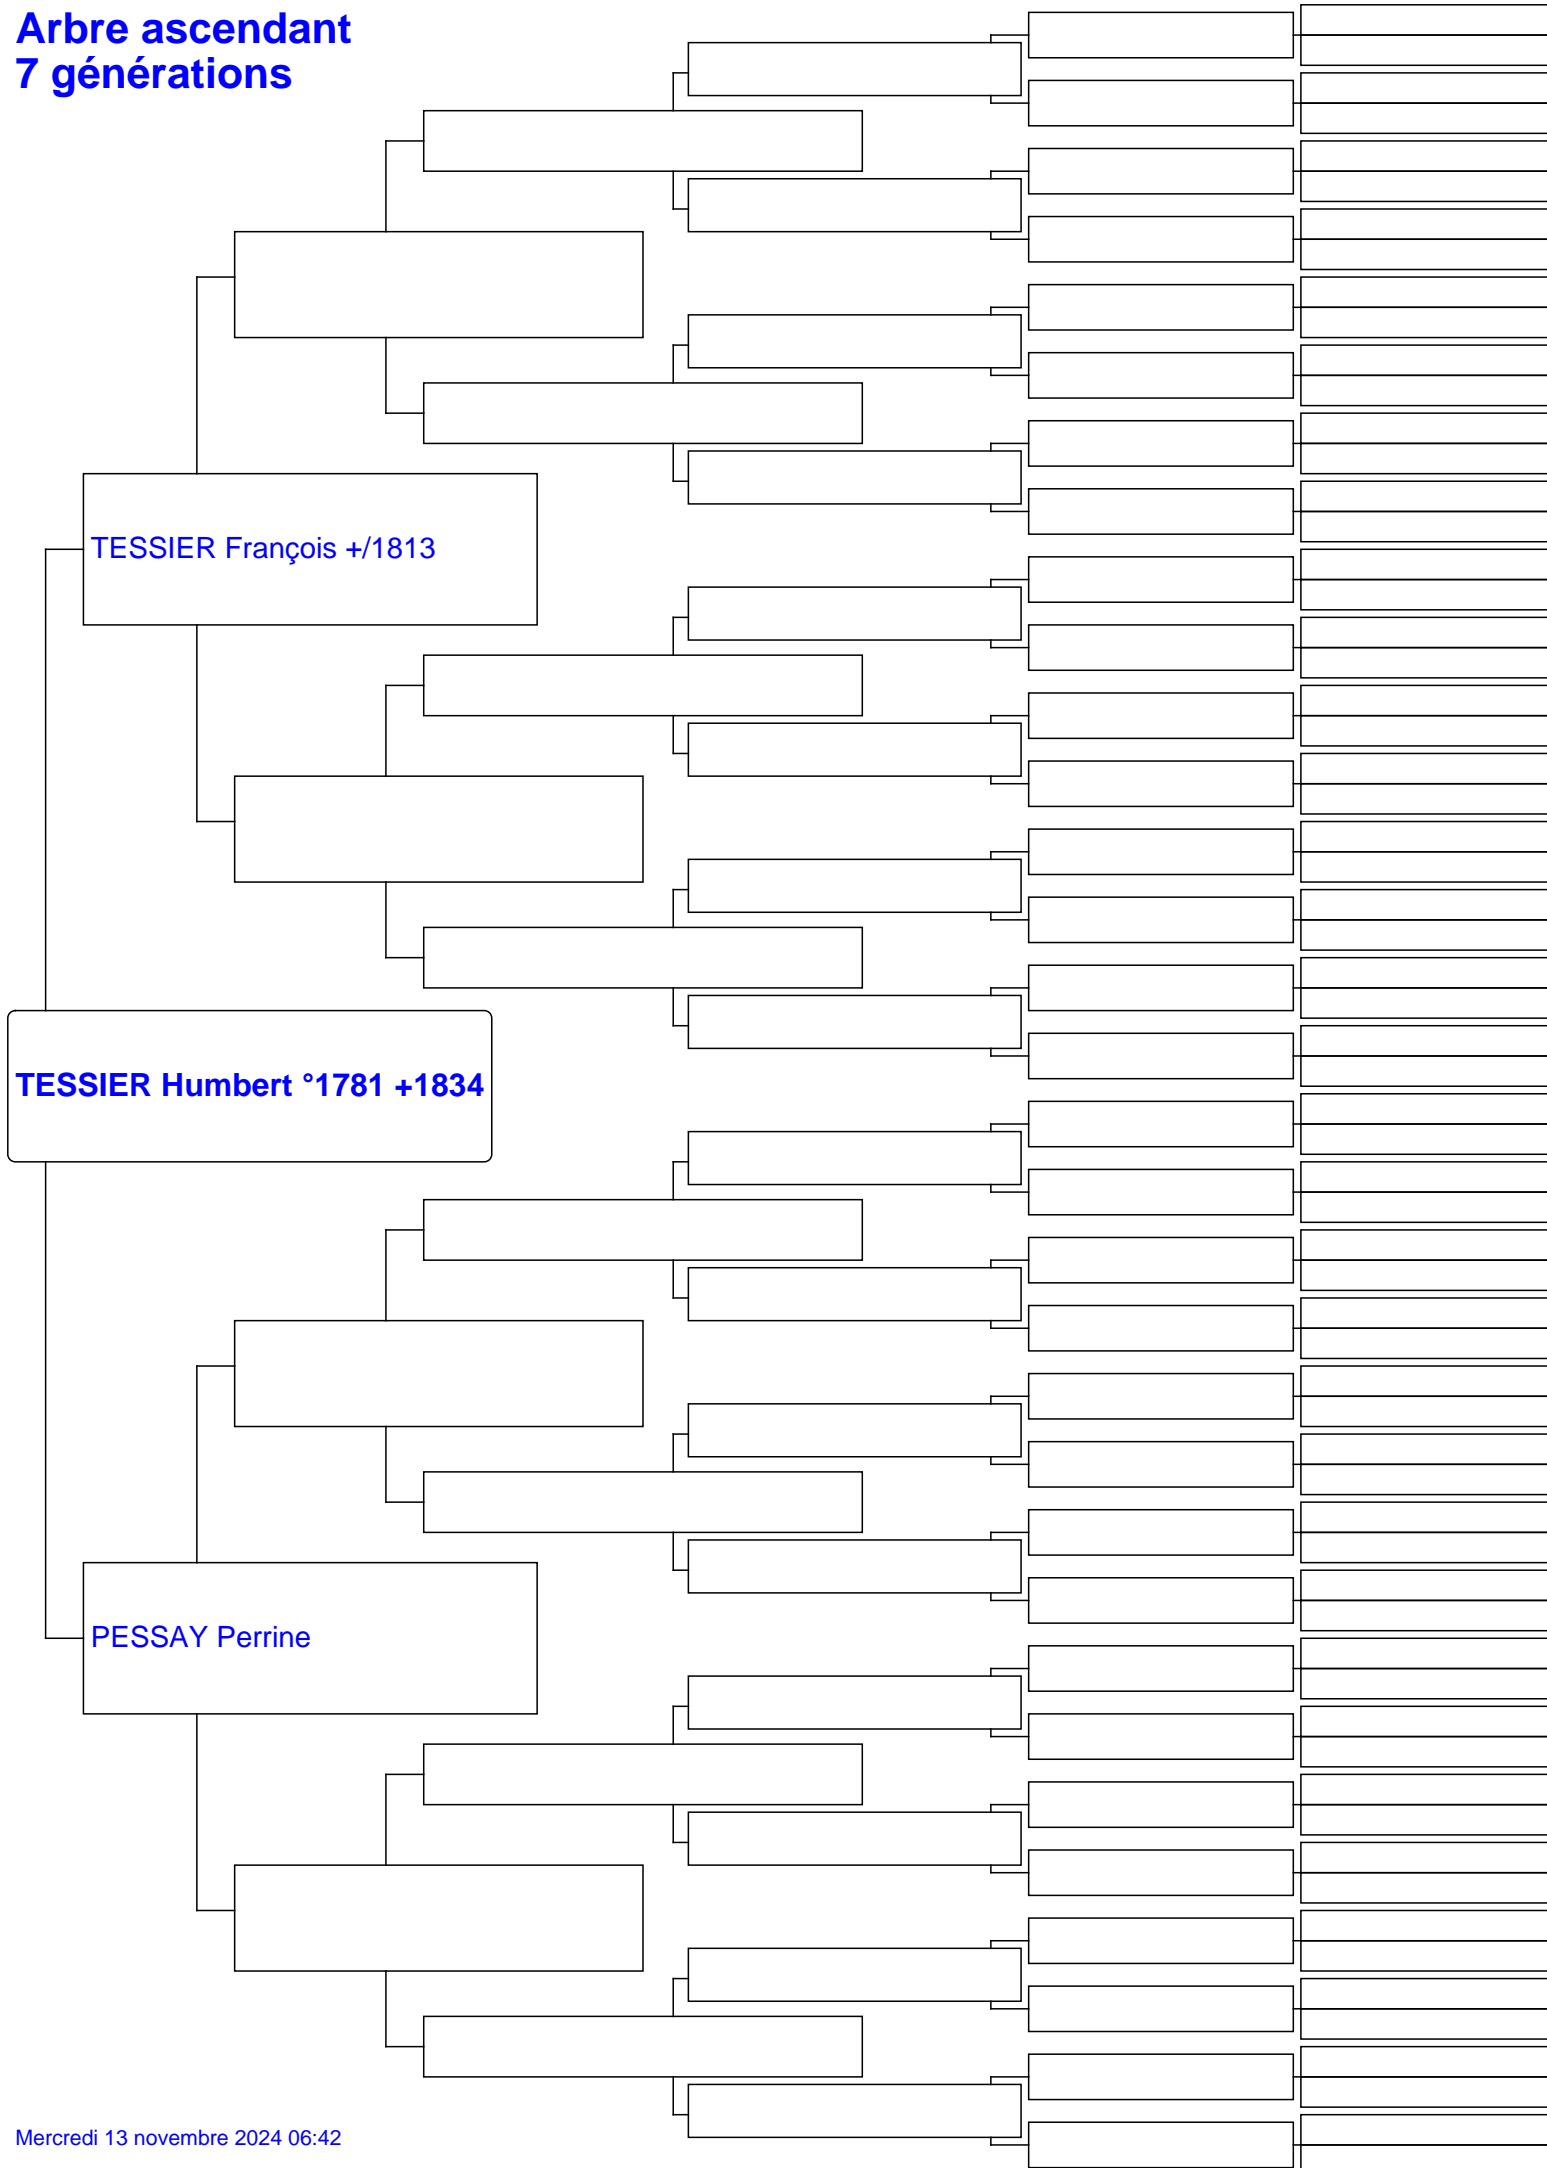 Arbre ascendant
7 générations
TESSIER François +/1813
TESSIER Humbert °1781 +1834
PESSAY Perrine
Mercredi 13 novembre 2024 06:42